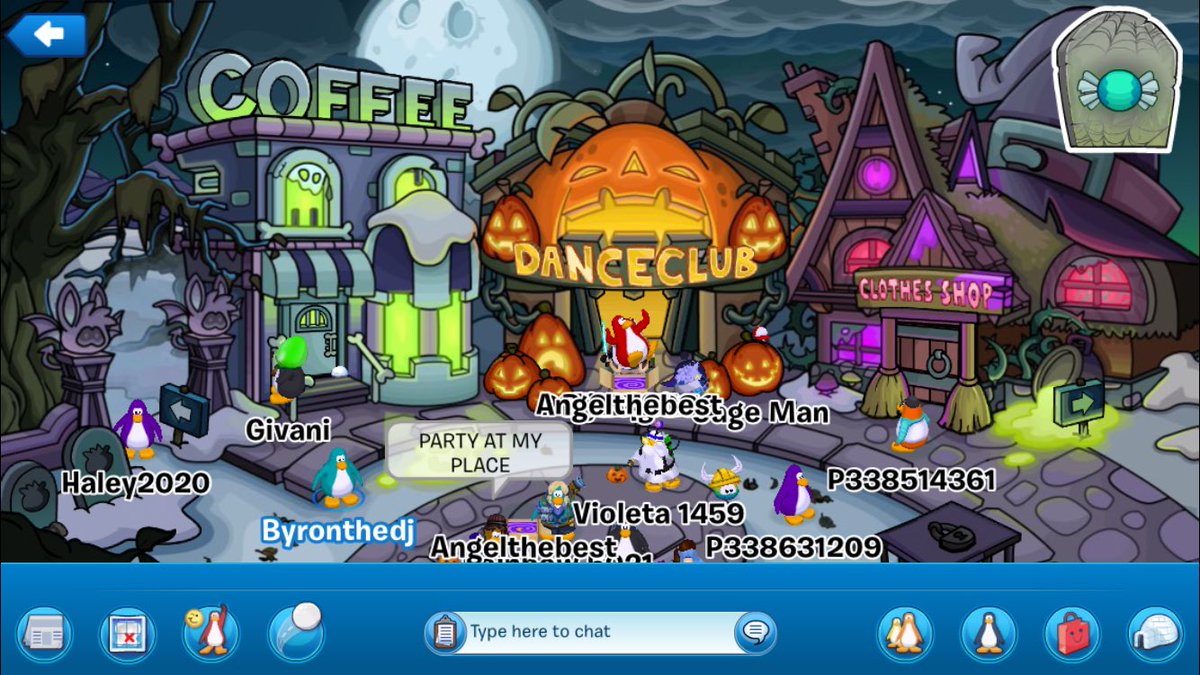 COFFEE
DANCECLUB
CLOTHES SHOP
Angelthebest
Man
Givani
PARTY AT MY
PLACE
Haley2020
P338514361
Violeta 1459
Byronthedj
Angelthebest
P338631209
Type here to chat